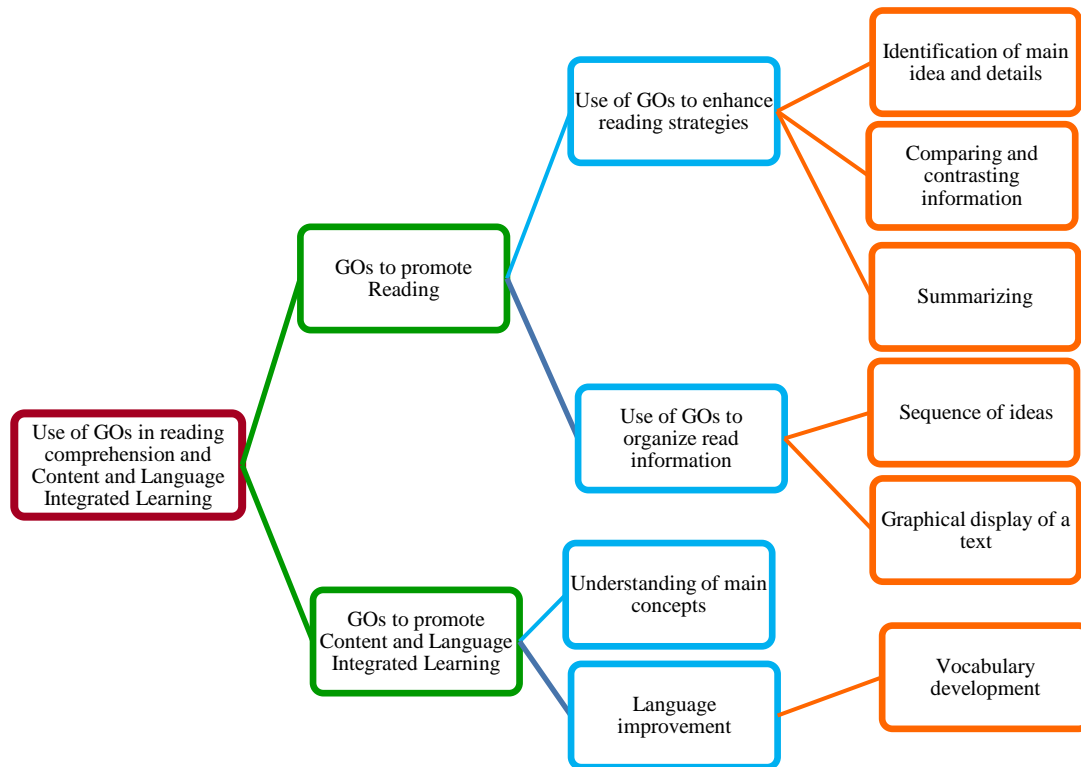 Use of GOs in reading
comprehension and
Content and Language
Integrated Learning
GOs to promote
Reading
Use of GOs to enhance
reading strategies
Identification of main
idea and details
Comparing and
contrasting
information
Summarizing
Use of GOs to
organize read
information
Sequence of ideas
Graphical display of a
text
GOs to promote
Content and Language
Integrated Learning
Understanding of main
concepts
Language
improvement
Vocabulary
development